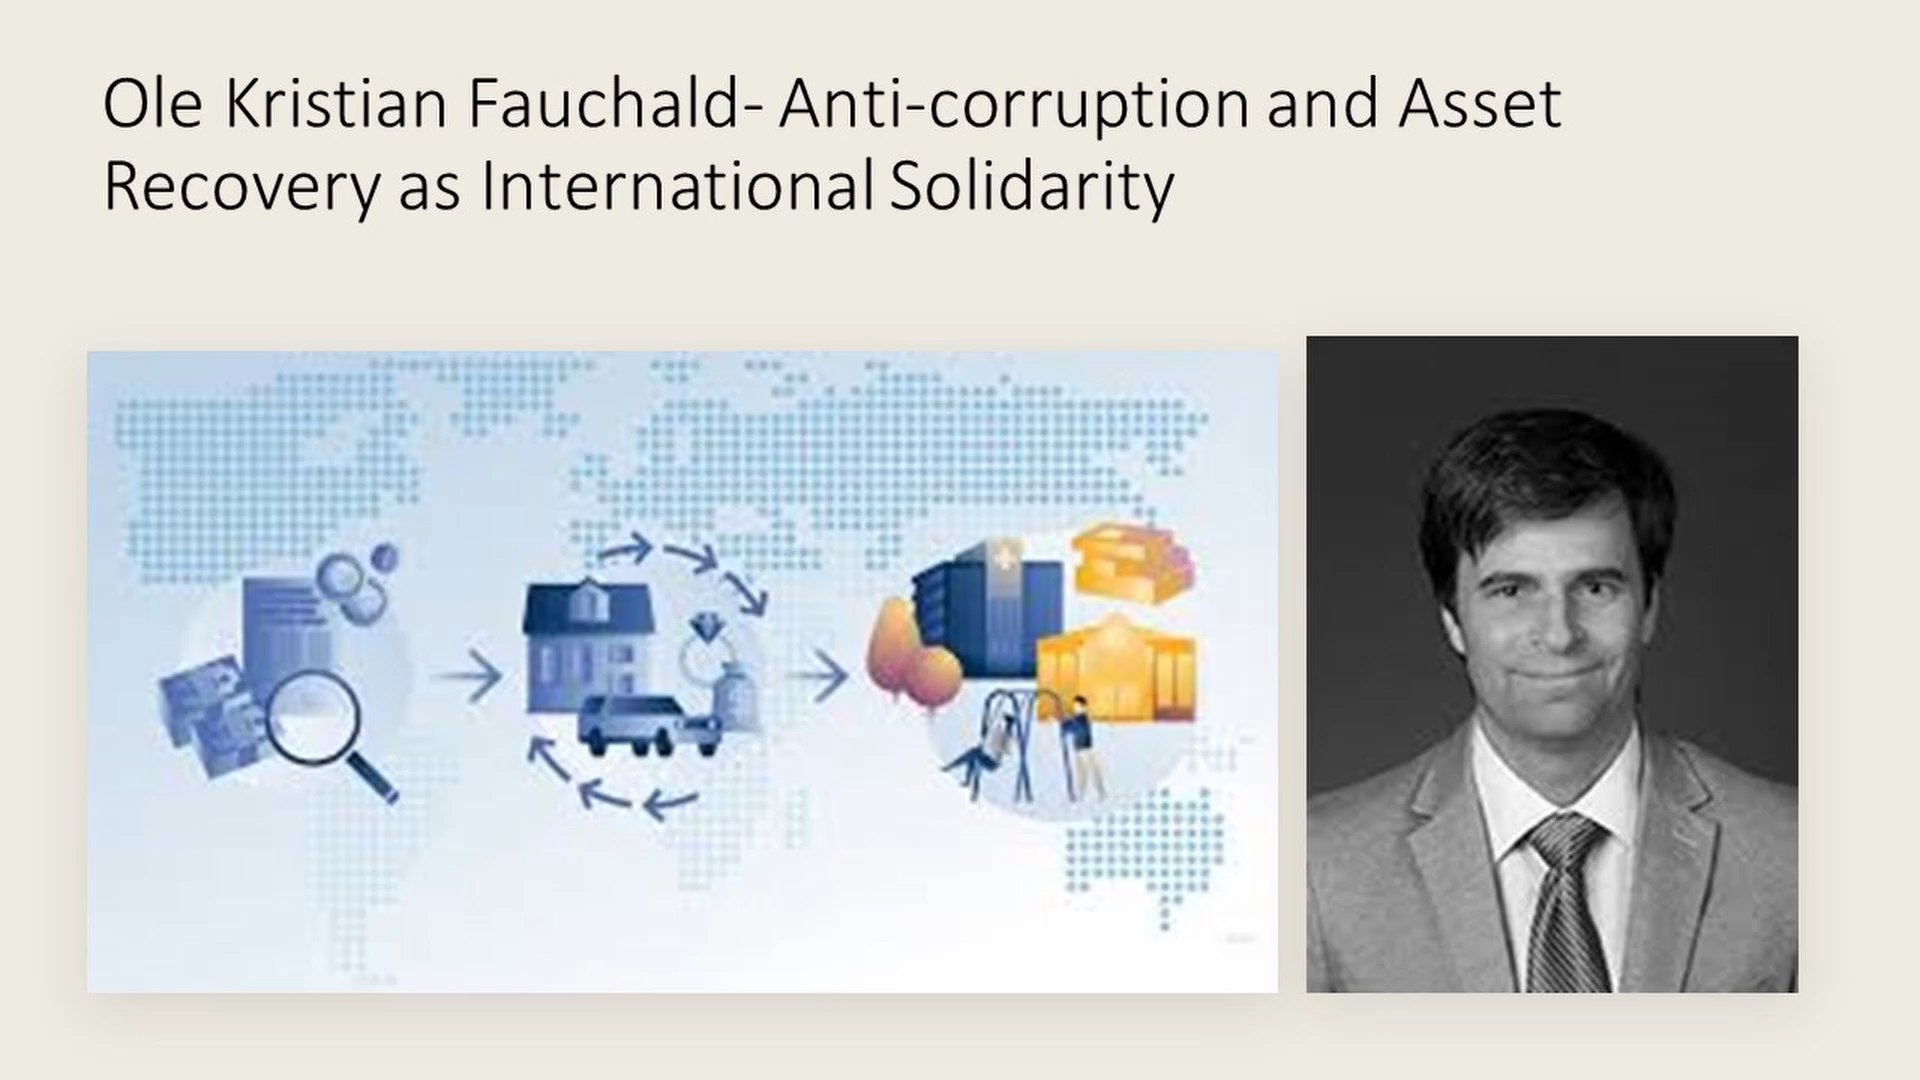 Ole Kristian Fauchald- Anti-corruption and Asset
Recovery as International Solidarity